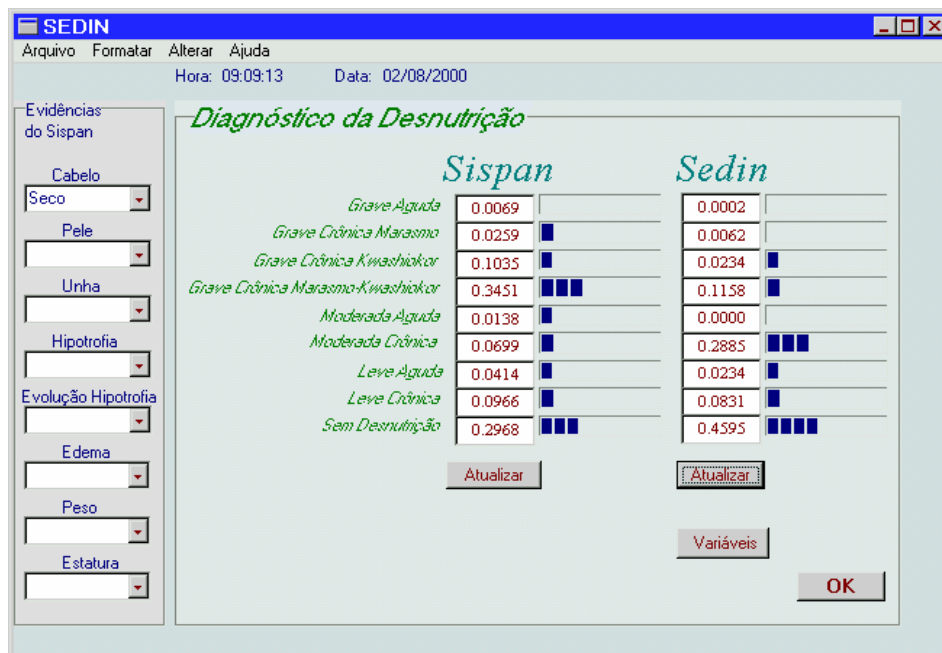 SEDIN
Arquivo Formatar Alterar Ajuda
Hora: 09:09:13 Data: 02/08/2000
Evidências
do Sispan
Cabelo
Seco
Pele
Unha
Hipotrofia
Evolução Hipotrofia
Edema
Peso
Estatura
Diagnóstico da Desnutrição
Sispan Sedin
Grave Aguda 0.0069 0.0002
Grave Crônica Marasmo 0.0259 0.0062
Grave Crônica Kwashiokor 0.1035 0.0234
Grave Crônica Marasmo-Kwashiokor 0.3451 0.1158
Moderada Aguda 0.0138 0.0000
Moderada Crônica 0.0699 0.2885
Leve Aguda 0.0414 0.0234
Leve Crônica 0.0966 0.0831
Sem Desnutrição 0.2968 0.4595
Atualizar Atualizar
Variáveis
OK